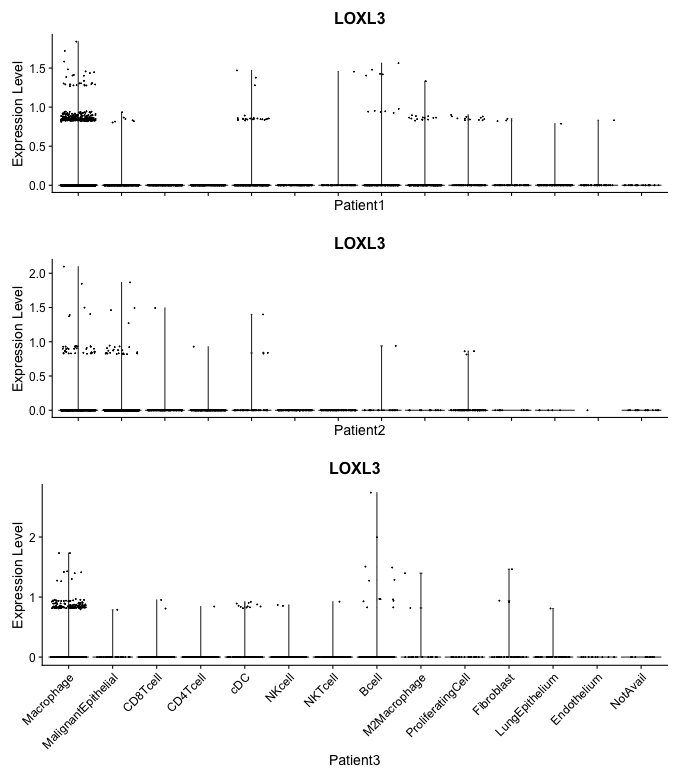 LOXL3
Expression Level
1.5
1.0
0.5
0.0
Patient1
LOXL3
Expression Level
2.0
1.5
1.0
0.5
0.0
Patient2
LOXL3
Expression Level
2
1
0
Macrophage
MalignantEpithelial
CD8Tcell
CD4Tcell
cDC
NKcell
NKTcell
Bcell
M2Macrophage
ProliferatingCell
Fibroblast
LungEpithelium
Endothelium
NotAvail
Patient3